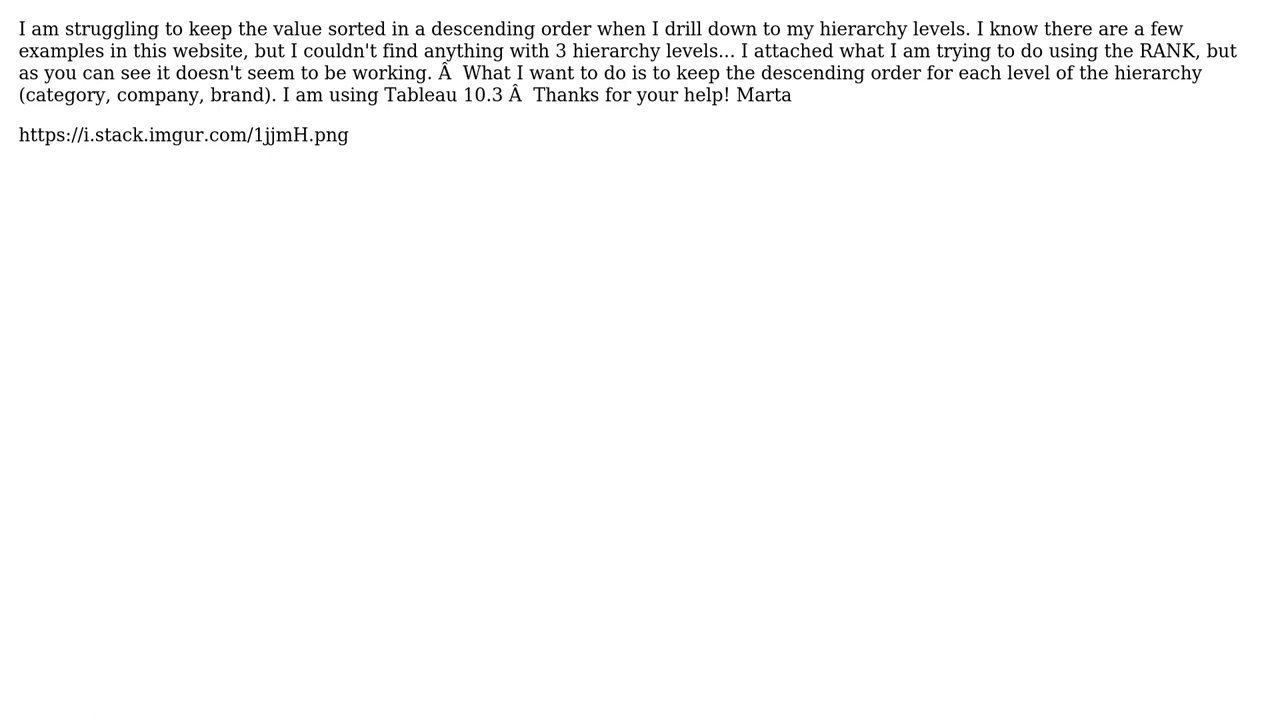 I am struggling to keep the value sorted in a descending order when I drill down to my hierarchy levels. I know there are a few
examples in this website, but I couldn't find anything with 3 hierarchy levels... I attached what I am trying to do using the RANK, but
as you can see it doesn't seem to be working. Â  What I want to do is to keep the descending order for each level of the hierarchy
(category, company, brand). I am using Tableau 10.3 Â  Thanks for your help! Marta
https://i.stack.imgur.com/1jjmH.png